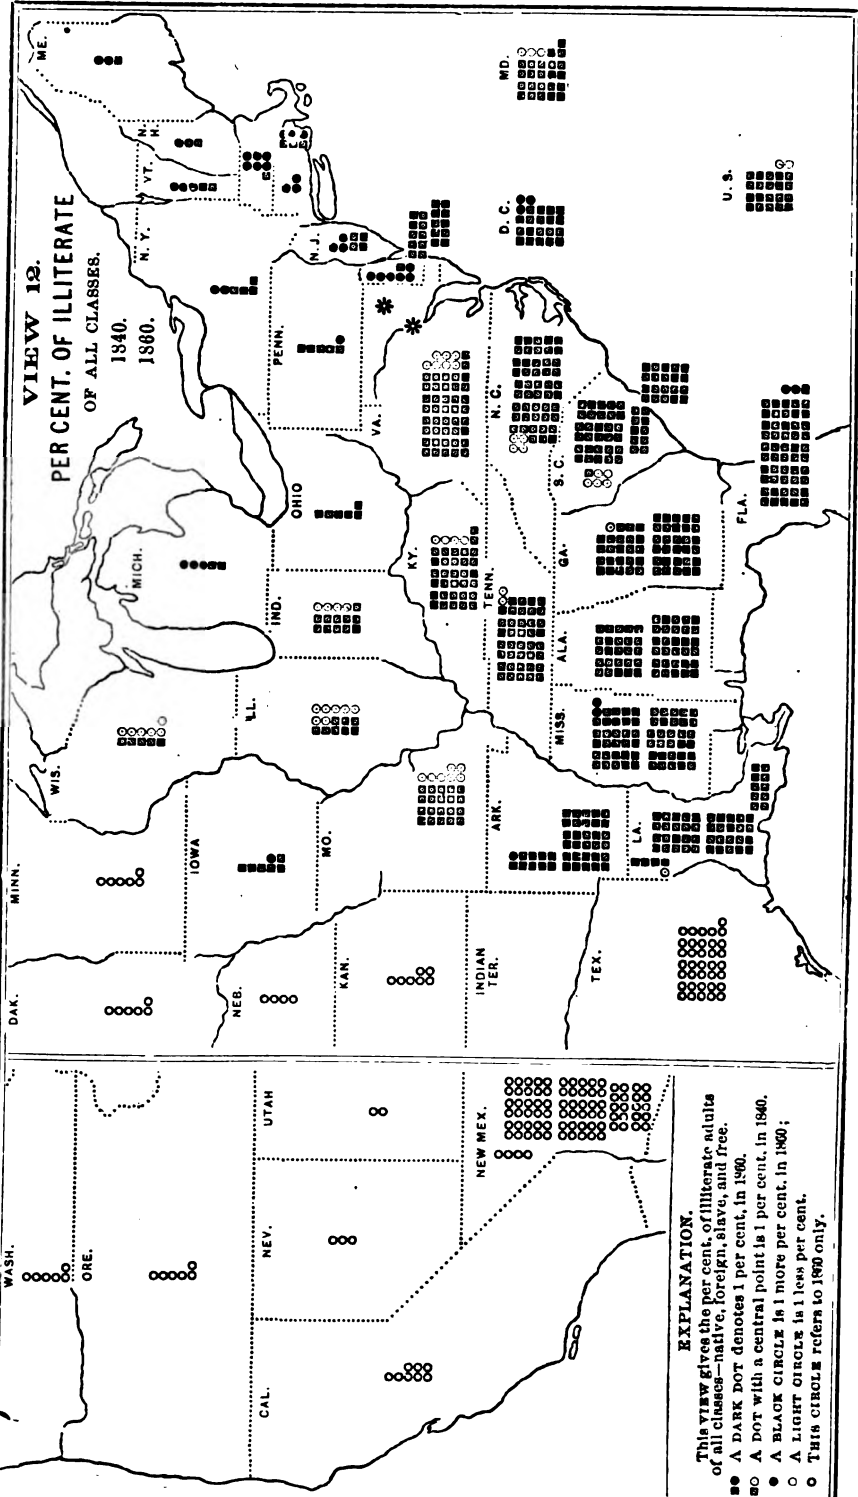 VIEW 12.
PER CENT. OF ILLITERATE
OF ALL CLASSES.
1840.
1860.
ME.
N. H.
VT.
N. Y.
MD.
D. C.
U. S.
N. J.
PENN.
VA.
N. C.
S. C.
FLA.
OHIO
MICH.
IND.
KY.
TENN.
GA.
ALA.
ILL.
WIS.
MISS.
MINN.
IOWA
MO.
ARK.
LA.
DAK.
NEB.
KAN.
INDIAN
TER.
TEX.
WASH.
ORE.
UTAH
NEV.
CAL.
NEW MEX.
EXPLANATION.
This VIEW gives the per cent. of illiterate adults
of all classes—native, foreign, slave, and free.
A DARK DOT denotes 1 per cent, in 1860.
A DOT with a central point is 1 per cent. in 1840.
A BLACK CIRCLE is 1 more per cent. in 1860;
A LIGHT CIRCLE is 1 less per cent.
THIS CIRCLE refers to 1860 only.